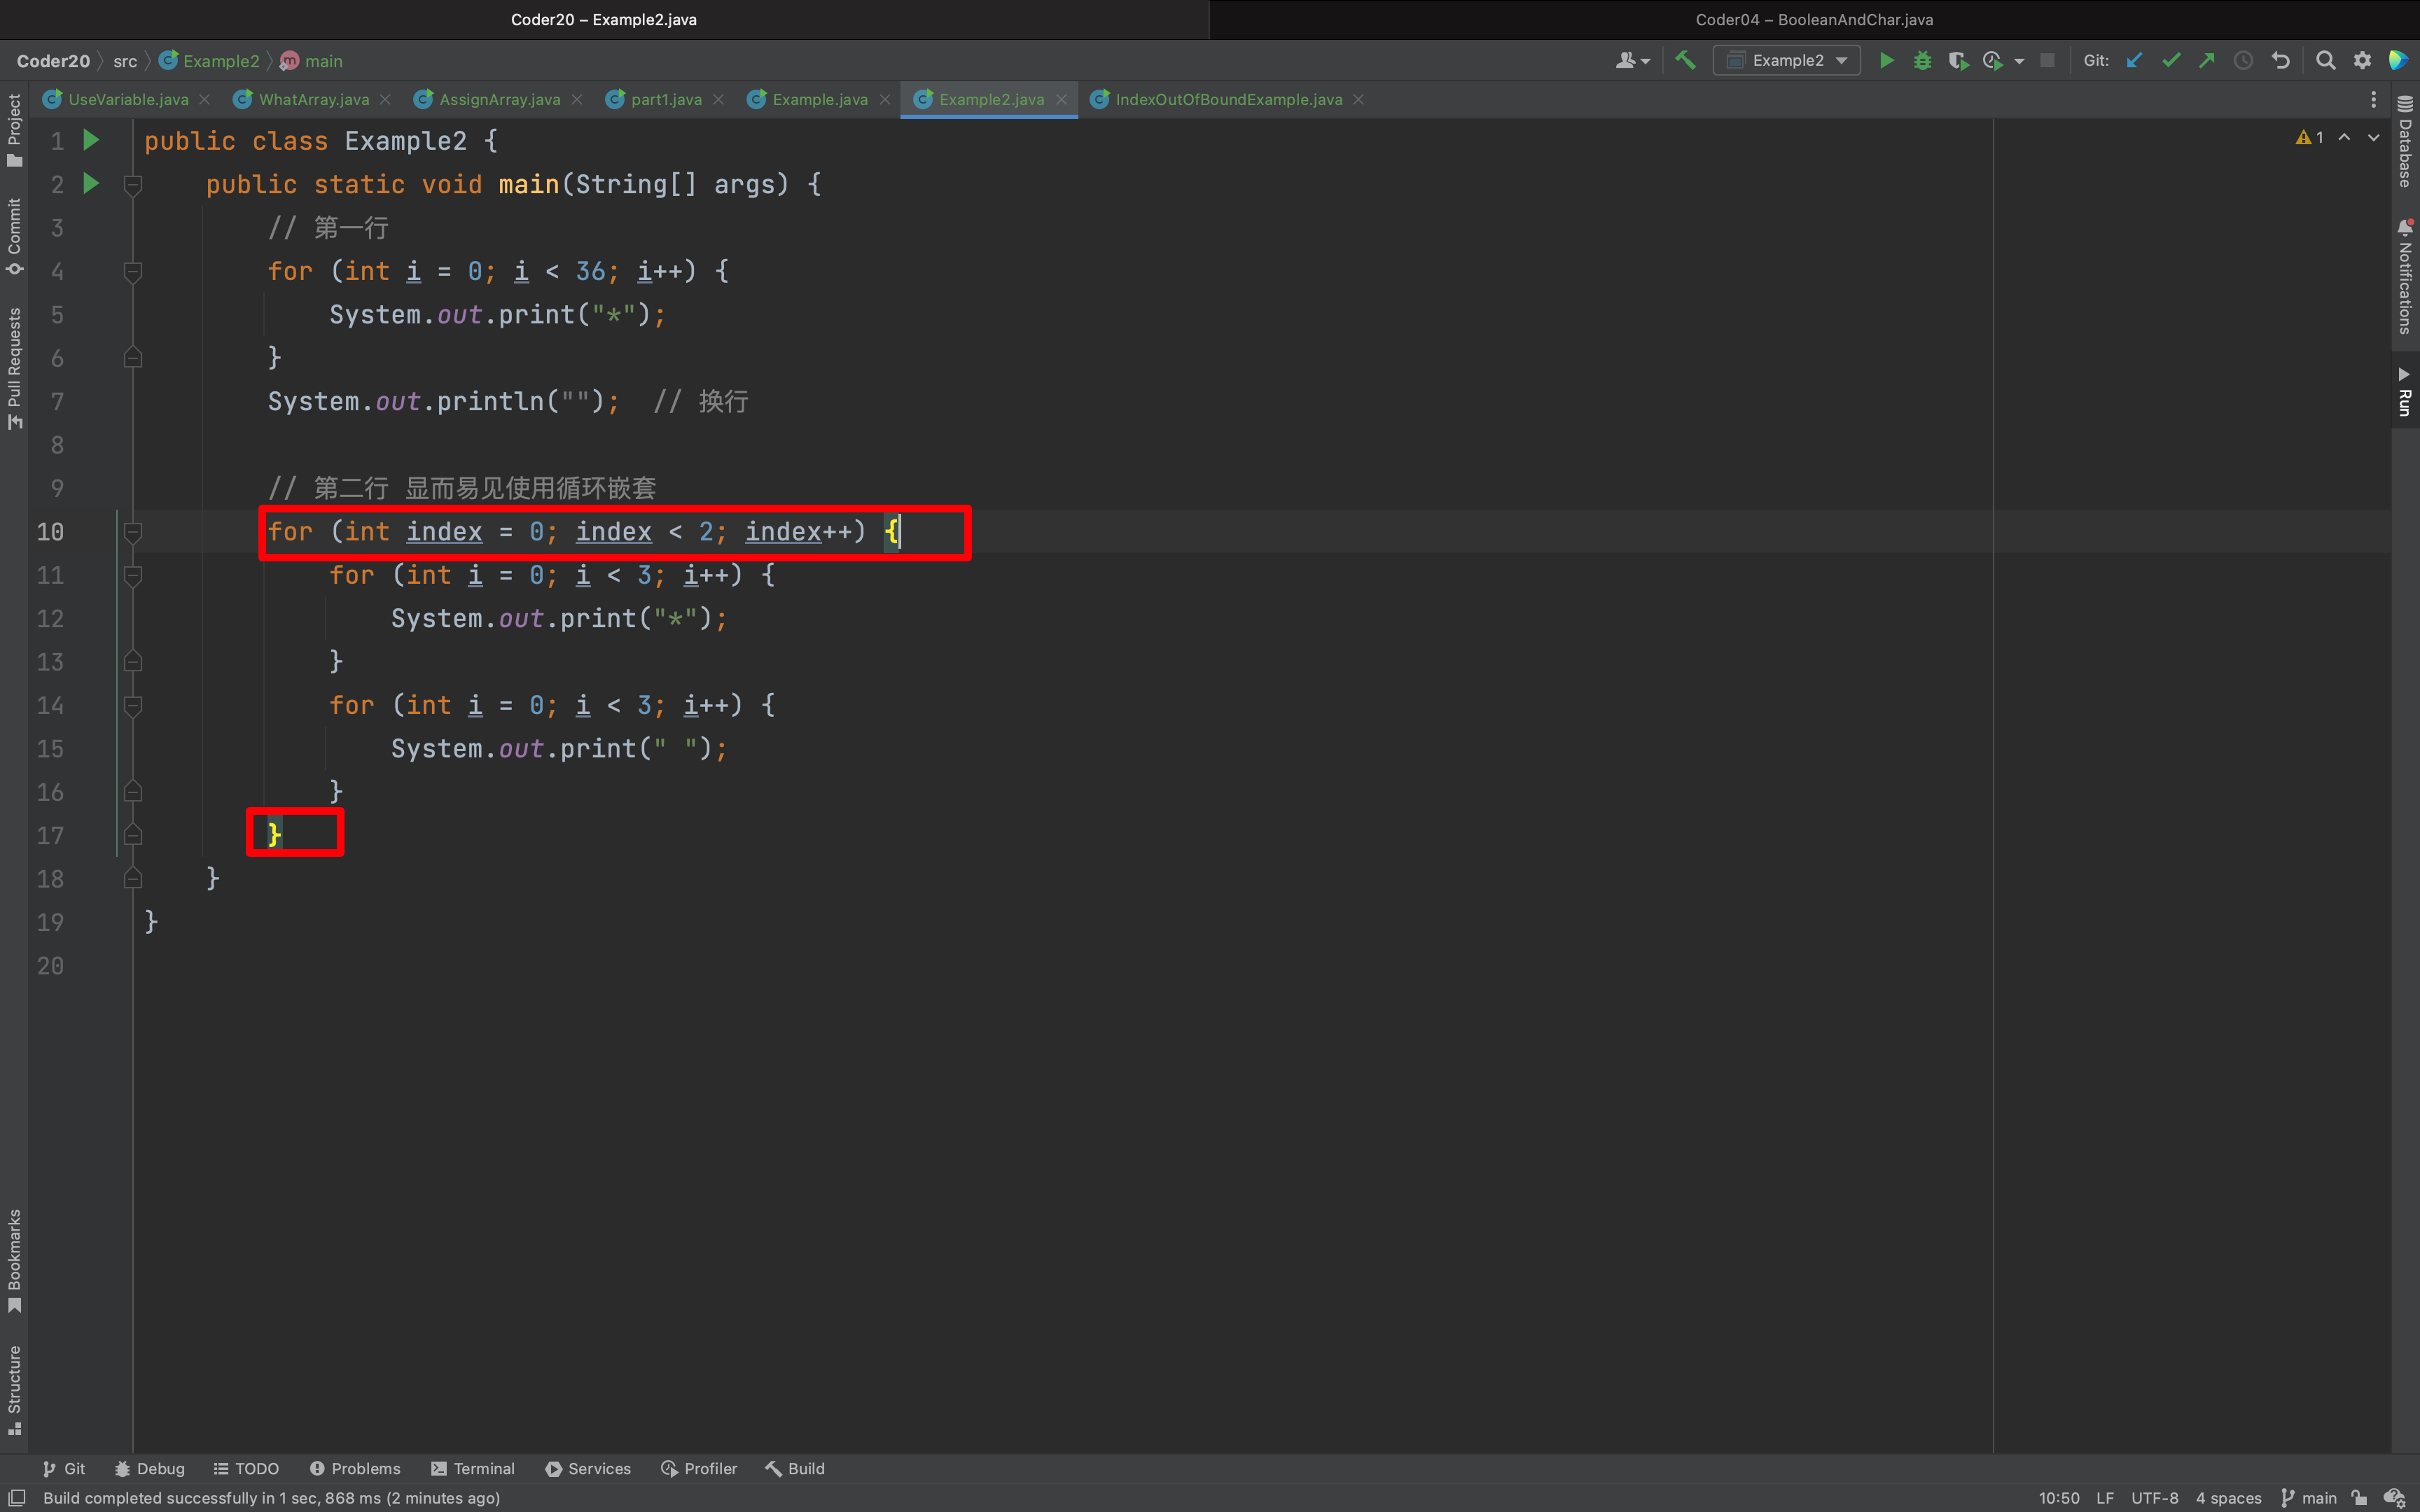 Coder20 – Example2.java
Coder04 – BooleanAndChar.java
Coder20 src Example2 main
Example2 Git:
UseVariable.java WhatArray.java AssignArray.java part1.java Example.java Example2.java IndexOutOfBoundExample.java
1 public class Example2 {
2 public static void main(String[] args) {
3 // 第一行
4 for (int i = 0; i < 36; i++) {
5 System.out.print("*");
6 }
7 System.out.println(""); // 换行
8
9 // 第二行 显而易见使用循环嵌套
10 for (int index = 0; index < 2; index++) {
11 for (int i = 0; i < 3; i++) {
12 System.out.print("*");
13 }
14 for (int i = 0; i < 3; i++) {
15 System.out.print(" ");
16 }
17 }
18 }
19 }
20
1
Project
Commit
Pull Requests
Bookmarks
Structure
Database
Notifications
Run
Git Debug TODO Problems Terminal Services Profiler Build
Build completed successfully in 1 sec, 868 ms (2 minutes ago)
10:50 LF UTF-8 4 spaces main